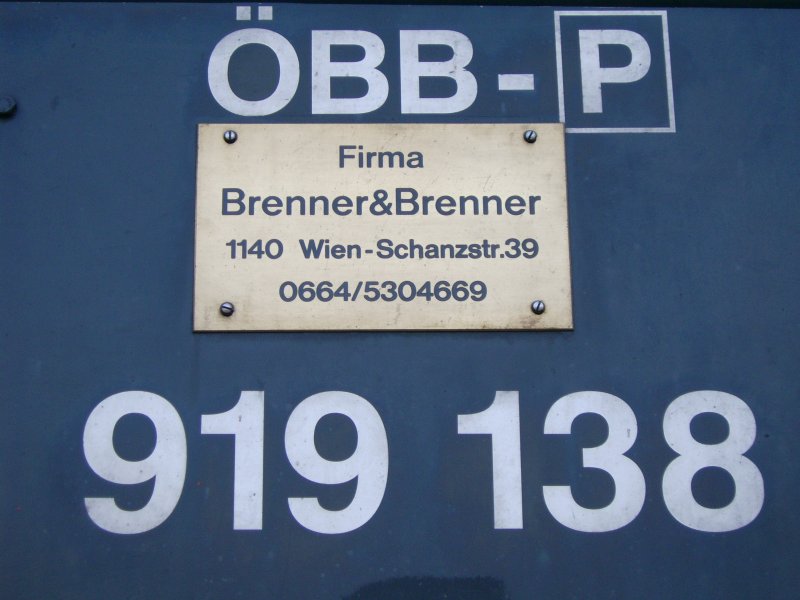 ÖBB-P
Firma
Brenner&Brenner
1140 Wien-Schanzstr.39
0664/5304669
919 138